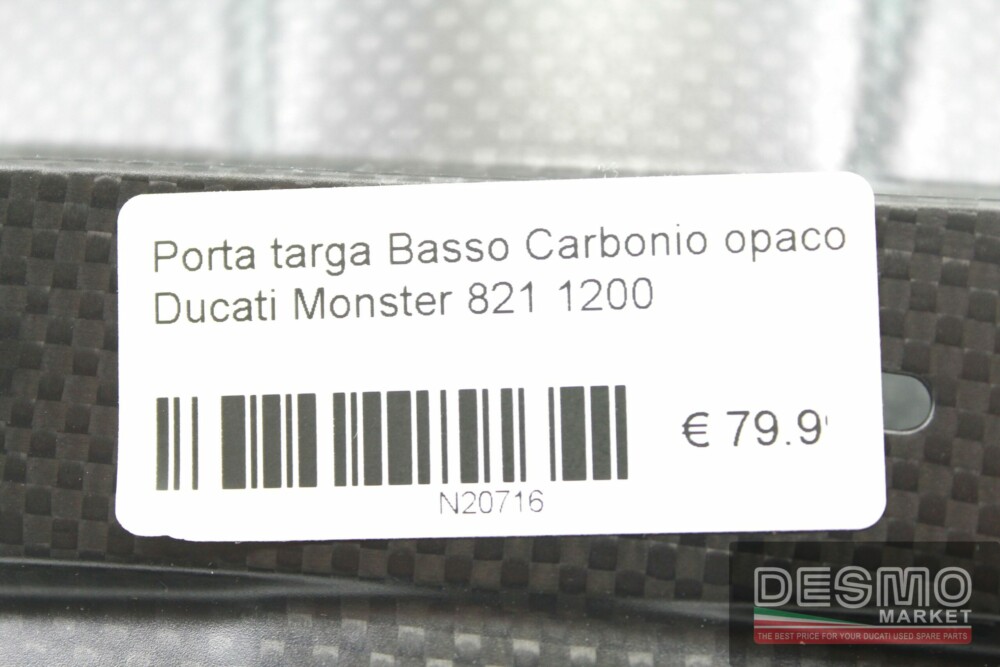 Porta targa Basso Carbonio opaco
Ducati Monster 821 1200
€ 79.9
N20716
DESMO
MARKET
THE BEST PRICE FOR YOUR DUCATI USED SPARE PARTS